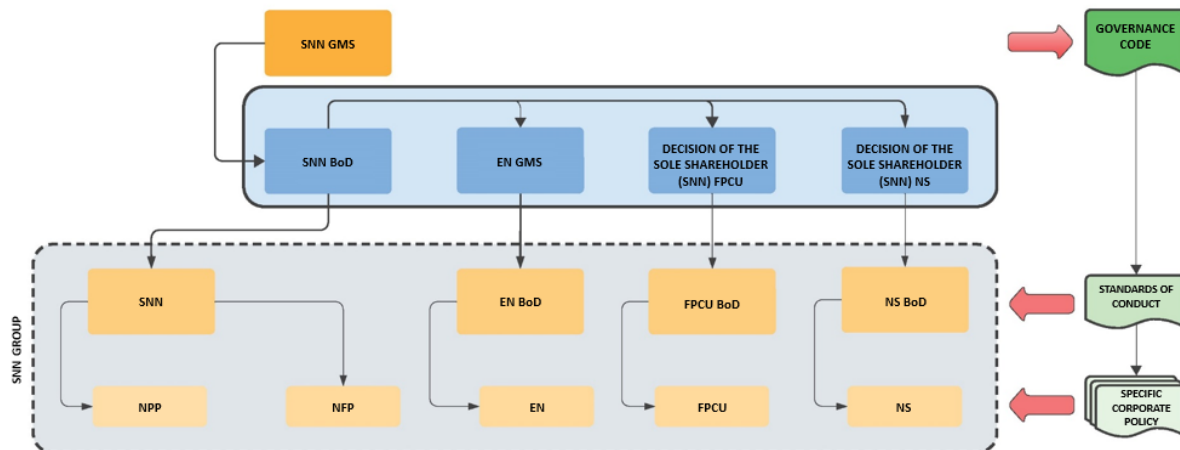 SNN GMS
GOVERNANCE
CODE
SNN BoD
EN GMS
DECISION OF THE
SOLE SHAREHOLDER
(SNN) FPCU
DECISION OF THE
SOLE SHAREHOLDER
(SNN) NS
SNN GROUP
SNN
EN BoD
FPCU BoD
NS BoD
STANDARDS OF
CONDUCT
NPP
NFP
EN
FPCU
NS
SPECIFIC
CORPORATE
POLICY